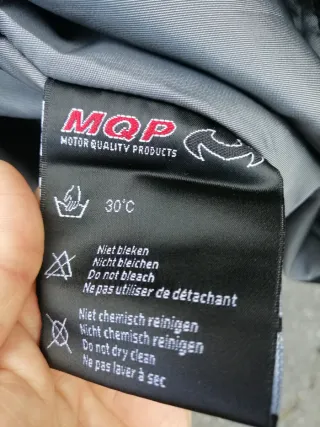 MQP
MOTOR QUALITY PRODUCTS
30°C
Niet bleken
Nicht bleichen
Do not bleach
Ne pas utiliser de détachant
Niet chemisch reinigen
Nicht chemisch reinigen
Do not dry clean
Ne pas laver à sec